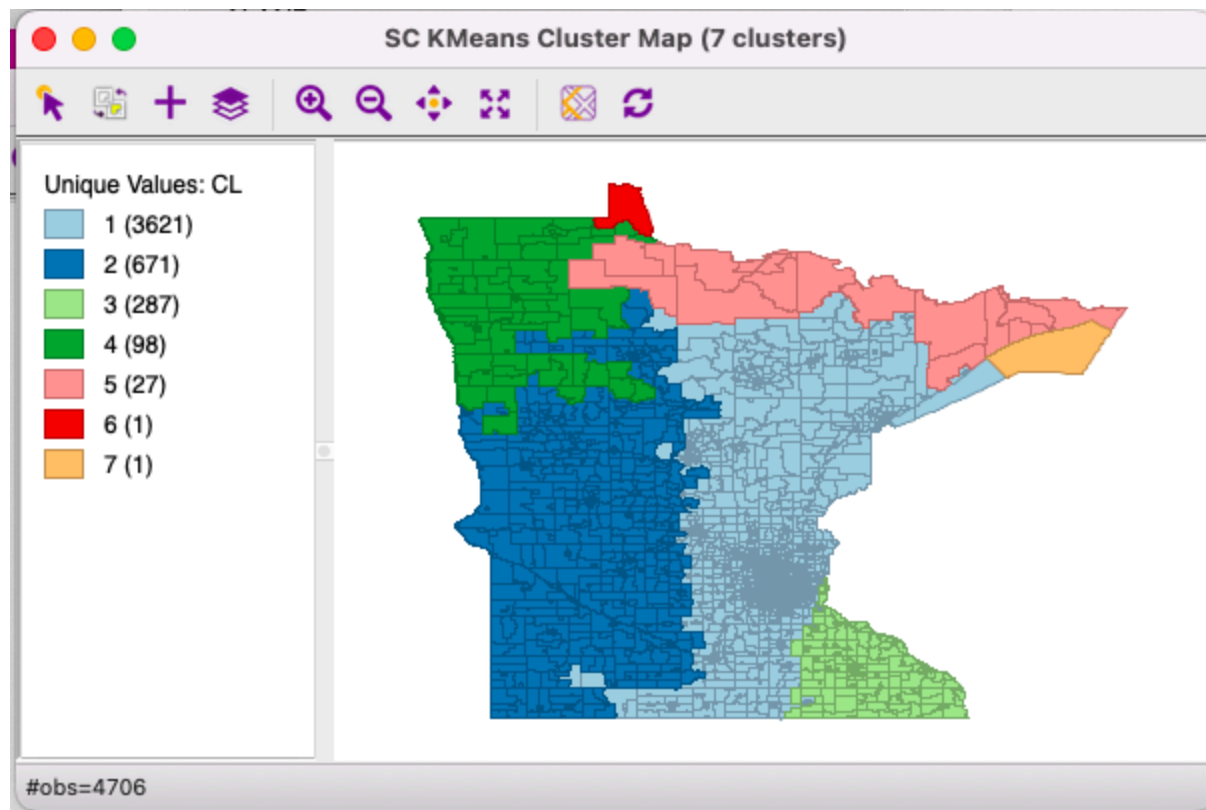 SC KMeans Cluster Map (7 clusters)
Unique Values: CL
1 (3621)
2 (671)
3 (287)
4 (98)
5 (27)
6 (1)
7 (1)
#obs=4706